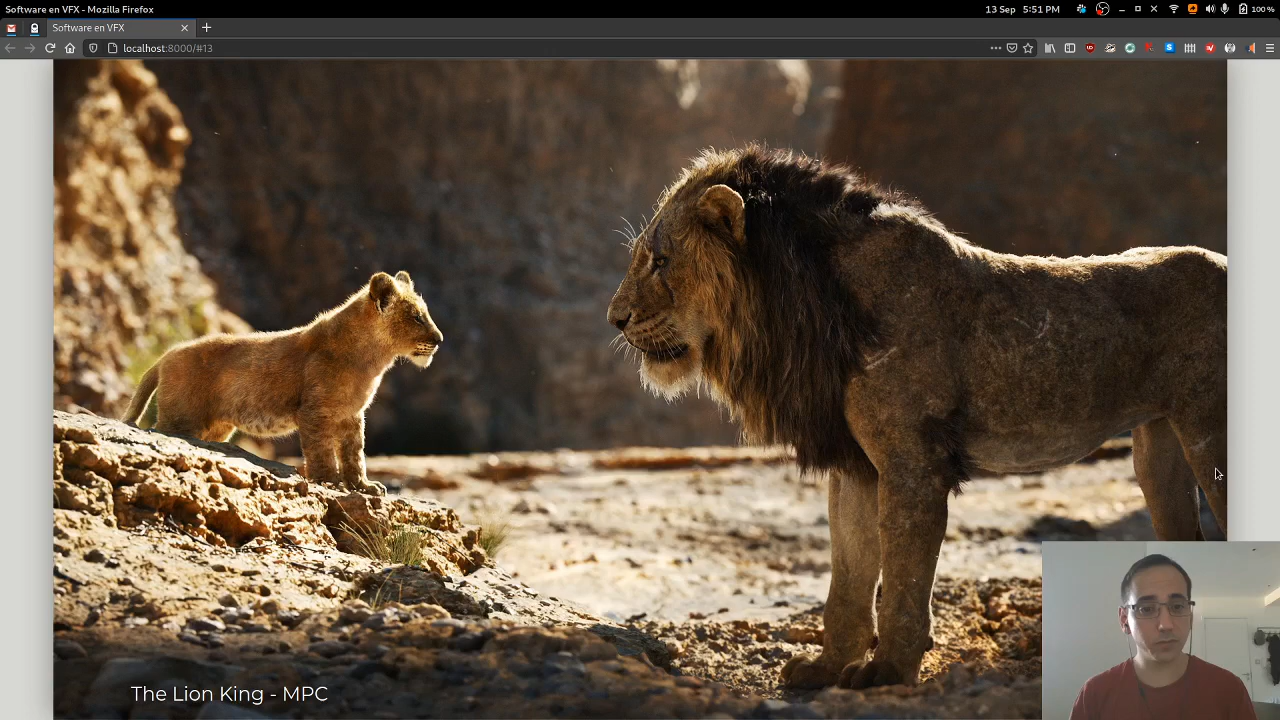 Software en VFX - Mozilla Firefox
13 Sep 5:51 PM
100 %
Software en VFX
localhost:8000/#13
The Lion King - MPC